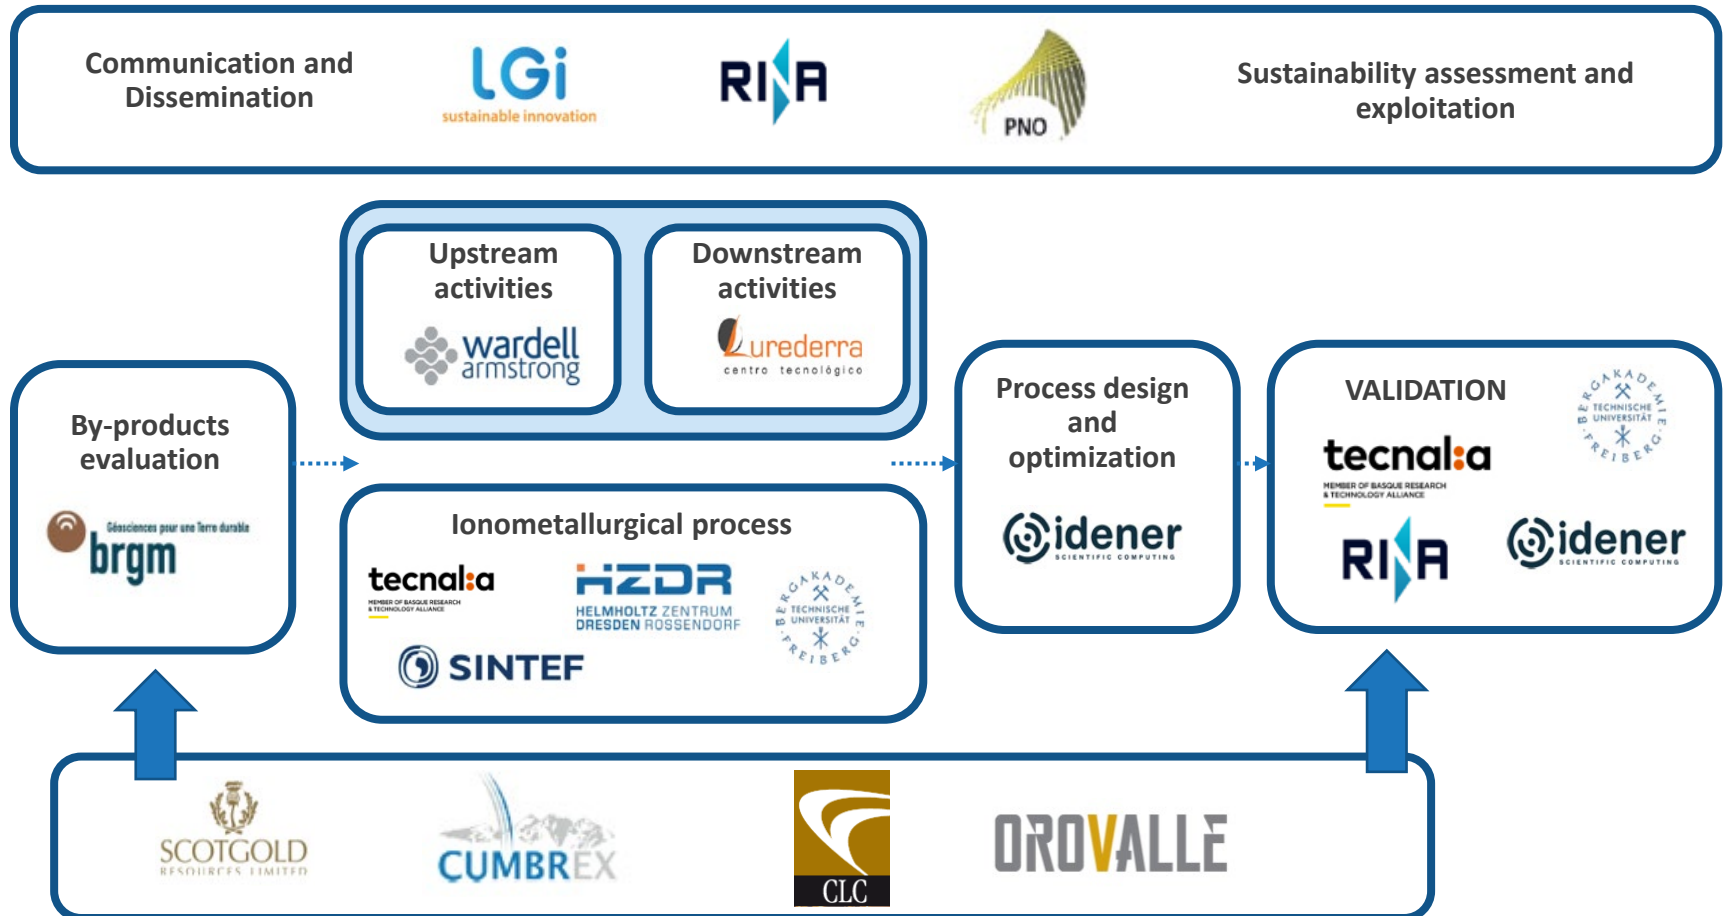 Communication and
Dissemination
LGi
sustainable innovation
RINA
PNO
Sustainability assessment and
exploitation
Upstream
activities
wardell
armstrong
Downstream
activities
Lurederra
centro tecnológico
By-products
evaluation
Géosciences pour une Terre durable
brgm
Ionometallurgical process
tecnal:a
MEMBER OF BASQUE RESEARCH
& TECHNOLOGY ALLIANCE
HZDR
HELMHOLTZ ZENTRUM
DRESDEN ROSSENDORF
BERGAKADEMIE
TECHNISCHE
UNIVERSITÄT
FREIBERG
SINTEF
Process design
and
optimization
idener
SCIENTIFIC COMPUTING
VALIDATION
BERGAKADEMIE
TECHNISCHE
UNIVERSITÄT
FREIBERG
tecnal:a
MEMBER OF BASQUE RESEARCH
& TECHNOLOGY ALLIANCE
RINA
idener
SCIENTIFIC COMPUTING
SCOTGOLD
RESOURCES LIMITED
CUMBREX
CLC
OROVALLE